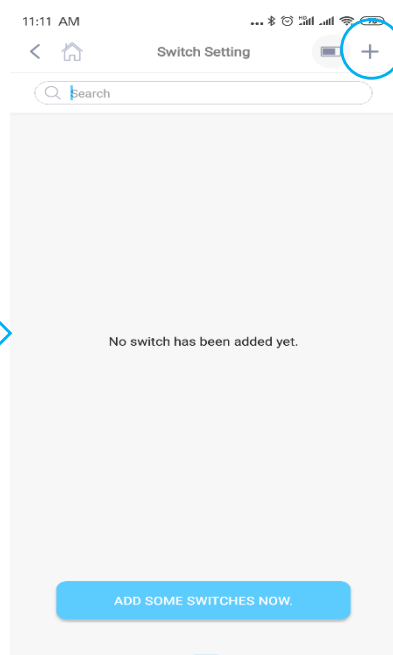 11:11 AM
Switch Setting
Search
No switch has been added yet.
ADD SOME SWITCHES NOW.